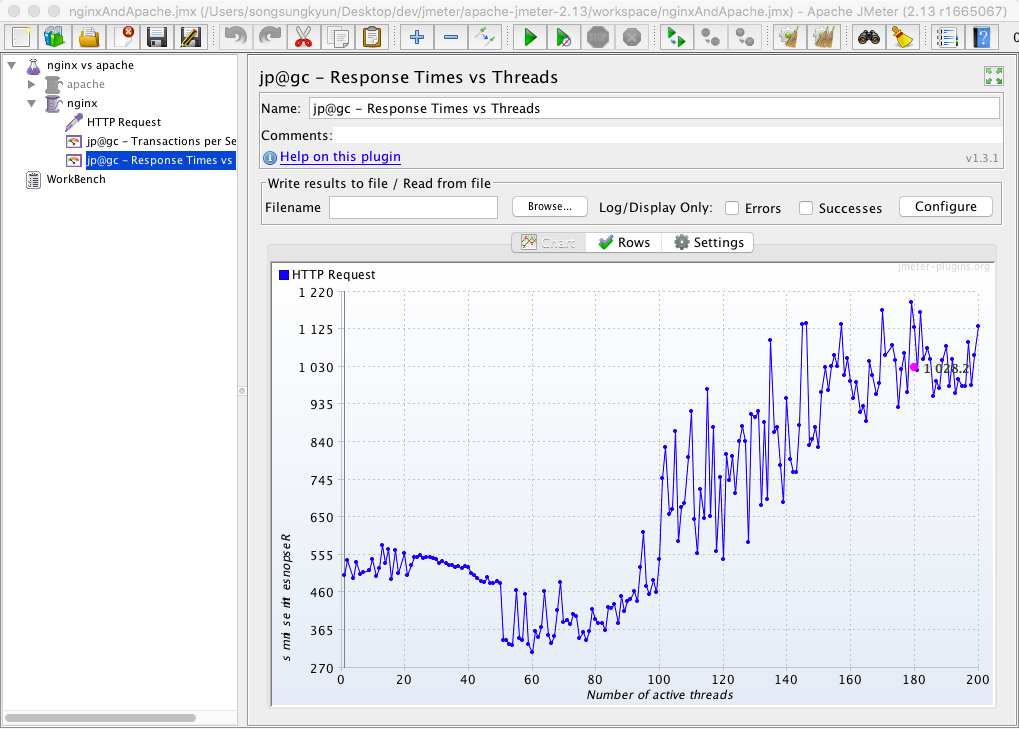 nginxAndApache.jmx (/Users/songsungkyun/Desktop/dev/jmeter/apache-jmeter-2.13/workspace/nginxAndApache.jmx) - Apache JMeter (2.13 r1665067)
0
nginx vs apache
apache
nginx
HTTP Request
jp@gc - Transactions per Se
jp@gc - Response Times vs
WorkBench
jp@gc - Response Times vs Threads
Name: jp@gc - Response Times vs Threads
Comments:
Help on this plugin
v1.3.1
Write results to file / Read from file
Filename Browse... Log/Display Only: Errors Successes Configure
Chart Rows Settings
jmeter-plugins.org
HTTP Request
1 220
1 125
1 030
935
840
745
650
555
460
365
270
1 028.2
Response times in ms
0 20 40 60 80 100 120 140 160 180 200
Number of active threads